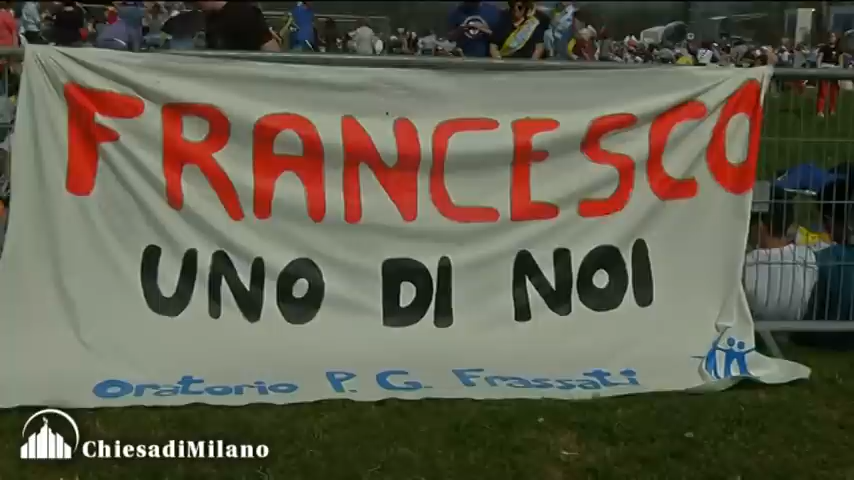 FRANCESCO
UNO DI NOI
Oratorio P. G. Frassati
ChiesadiMilano